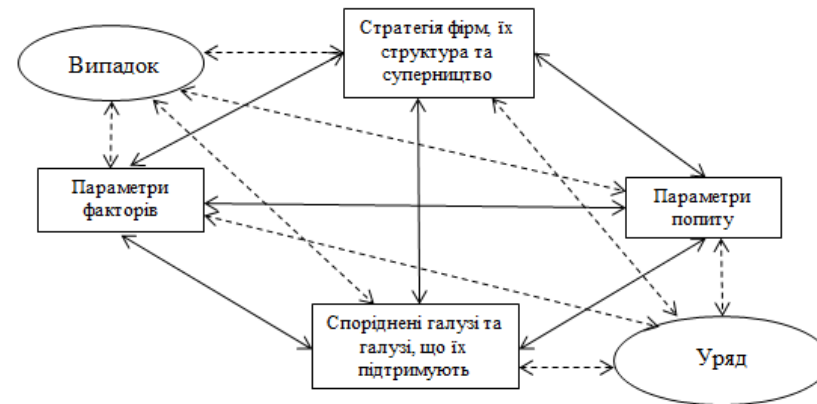 Стратегія фірм, їх
структура та
суперництво
Випадок
Параметри
факторів
Параметри
попиту
Споріднені галузі та
галузі, що їх
підтримують
Уряд